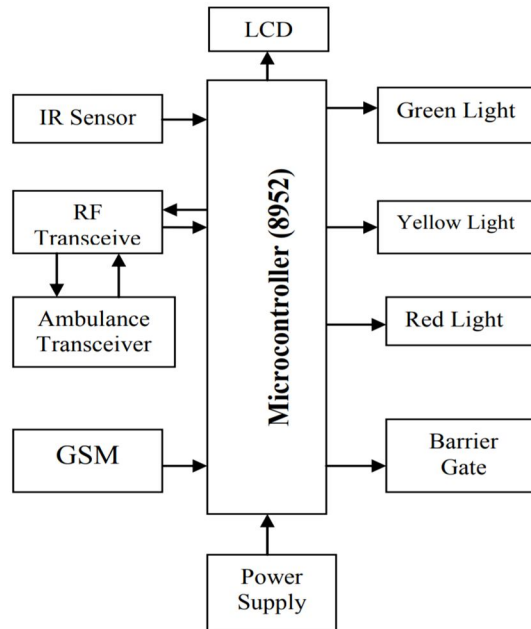 LCD
IR Sensor
RF
Transceive
Ambulance
Transceiver
GSM
Microcontroller (8952)
Green Light
Yellow Light
Red Light
Barrier
Gate
Power
Supply